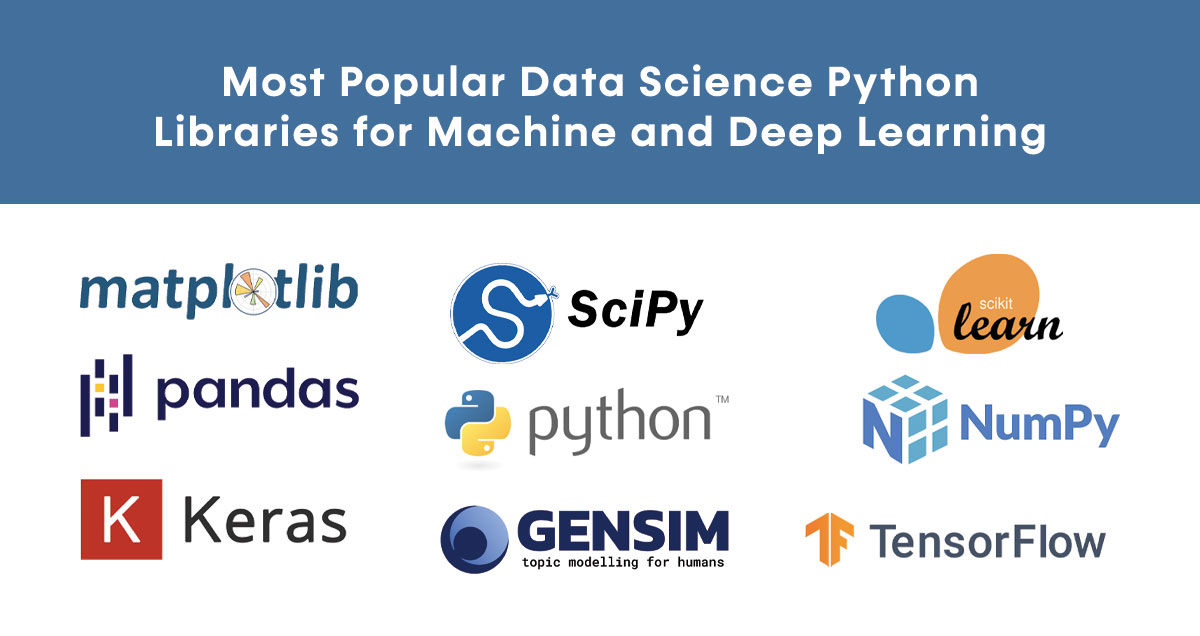 Most Popular Data Science Python
Libraries for Machine and Deep Learning
matplotlib
SciPy
scikit
learn
pandas
python™
NumPy
K Keras
GENSIM
topic modelling for humans
TensorFlow